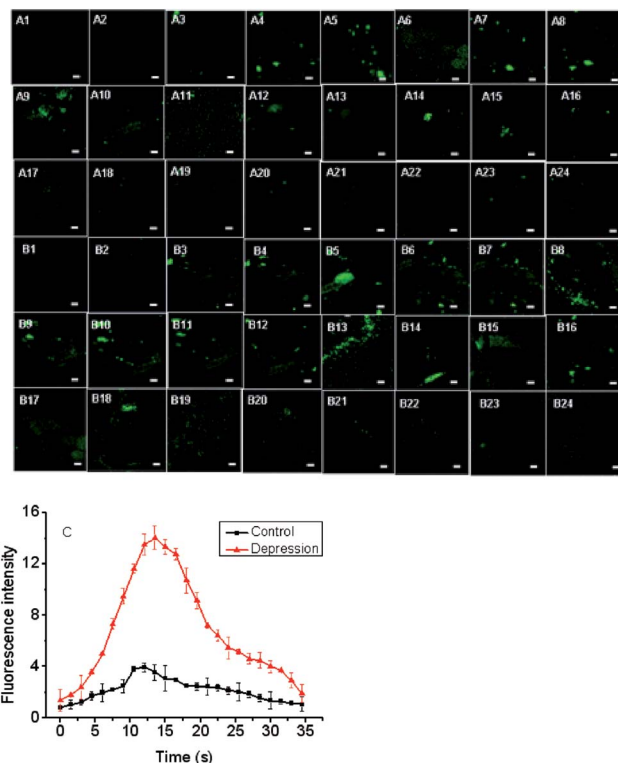 A1 A2 A3 A4 A5 A6 A7 A8
A9 A10 A11 A12 A13 A14 A15 A16
A17 A18 A19 A20 A21 A22 A23 A24
B1 B2 B3 B4 B5 B6 B7 B8
B9 B10 B11 B12 B13 B14 B15 B16
B17 B18 B19 B20 B21 B22 B23 B24
C
Control
Depression
16
12
8
4
0
Fluorescence intensity
0 5 10 15 20 25 30 35
Time (s)